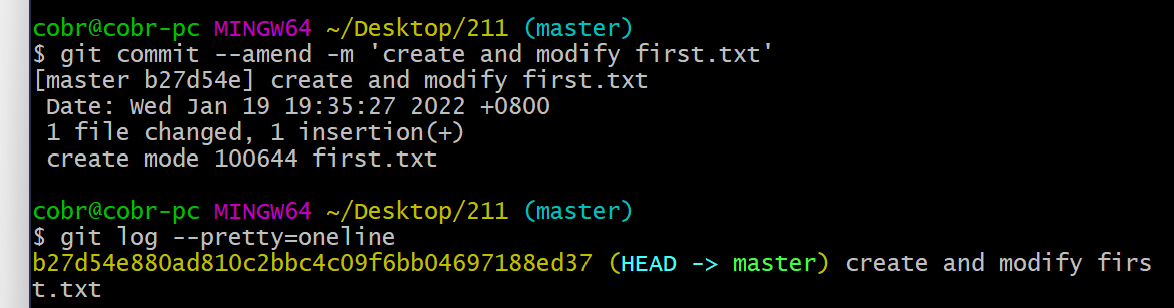 cobr@cobr-pc MINGW64 ~/Desktop/211 (master)
$ git commit --amend -m 'create and modify first.txt'
[master b27d54e] create and modify first.txt
 Date: Wed Jan 19 19:35:27 2022 +0800
 1 file changed, 1 insertion(+)
 create mode 100644 first.txt

cobr@cobr-pc MINGW64 ~/Desktop/211 (master)
$ git log --pretty=oneline
b27d54e880ad810c2bbc4c09f6bb04697188ed37 (HEAD -> master) create and modify firs
t.txt